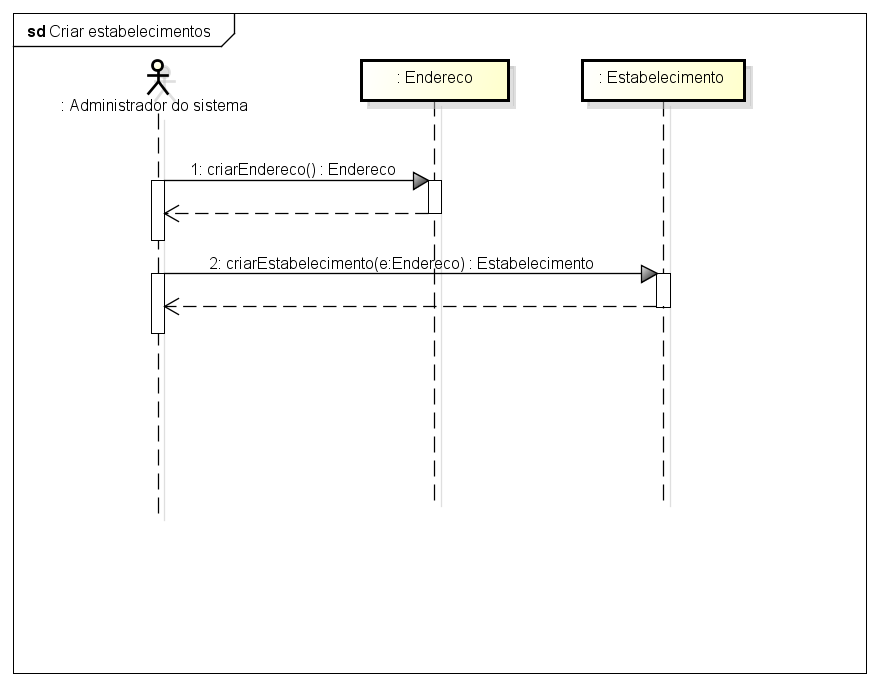 sd Criar estabelecimentos
: Endereco
: Estabelecimento
: Administrador do sistema
1: criarEndereco() : Endereco
2: criarEstabelecimento(e:Endereco) : Estabelecimento